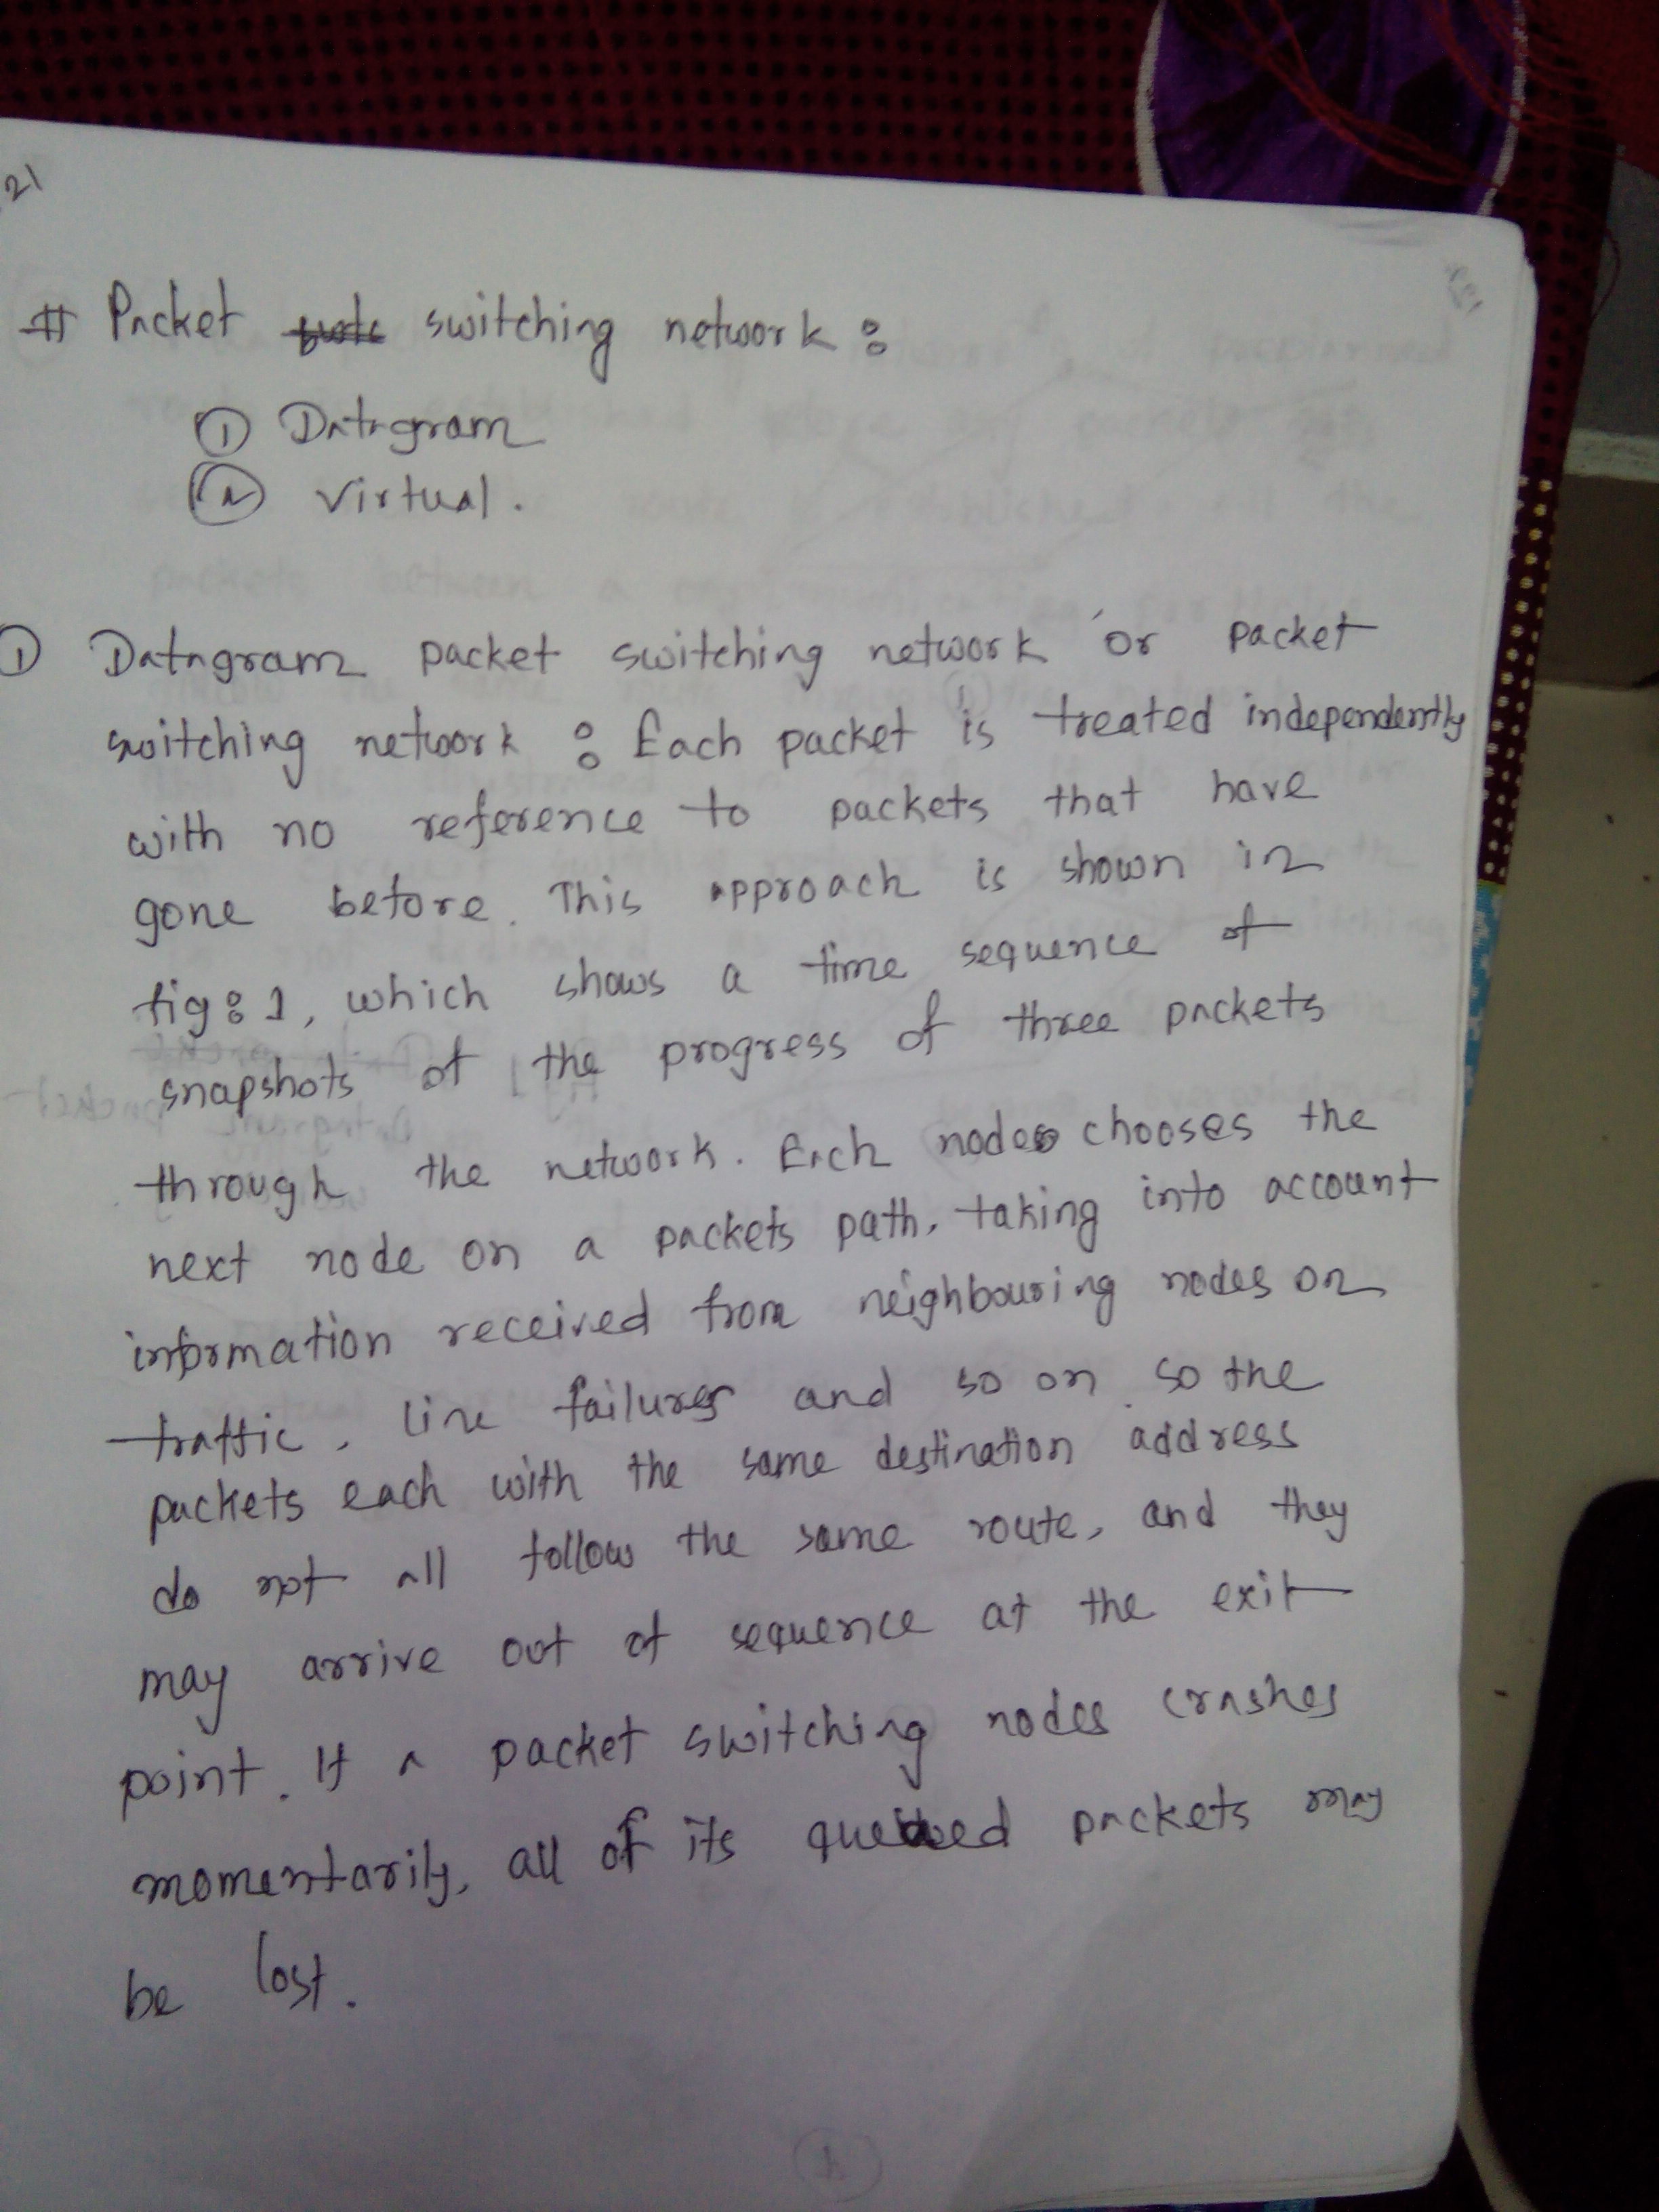 21
# Packet switching network :
① Datagram
② Virtual.
① Datagram packet switching network or packet
switching network : Each packet is treated independently
with no reference to packets that have
gone before. This approach is shown in
fig: 1, which shows a time sequence of
snapshots of the progress of three packets
through the network. Each nodes chooses the
next node on a packets path, taking into account
information received from neighbouring nodes on
traffic, line failures and so on. so the
packets each with the same destination address
do not all follow the same route, and they
may arrive out of sequence at the exit
point. If a packet switching nodes crashes
momentarily, all of its queued packets may
be lost.